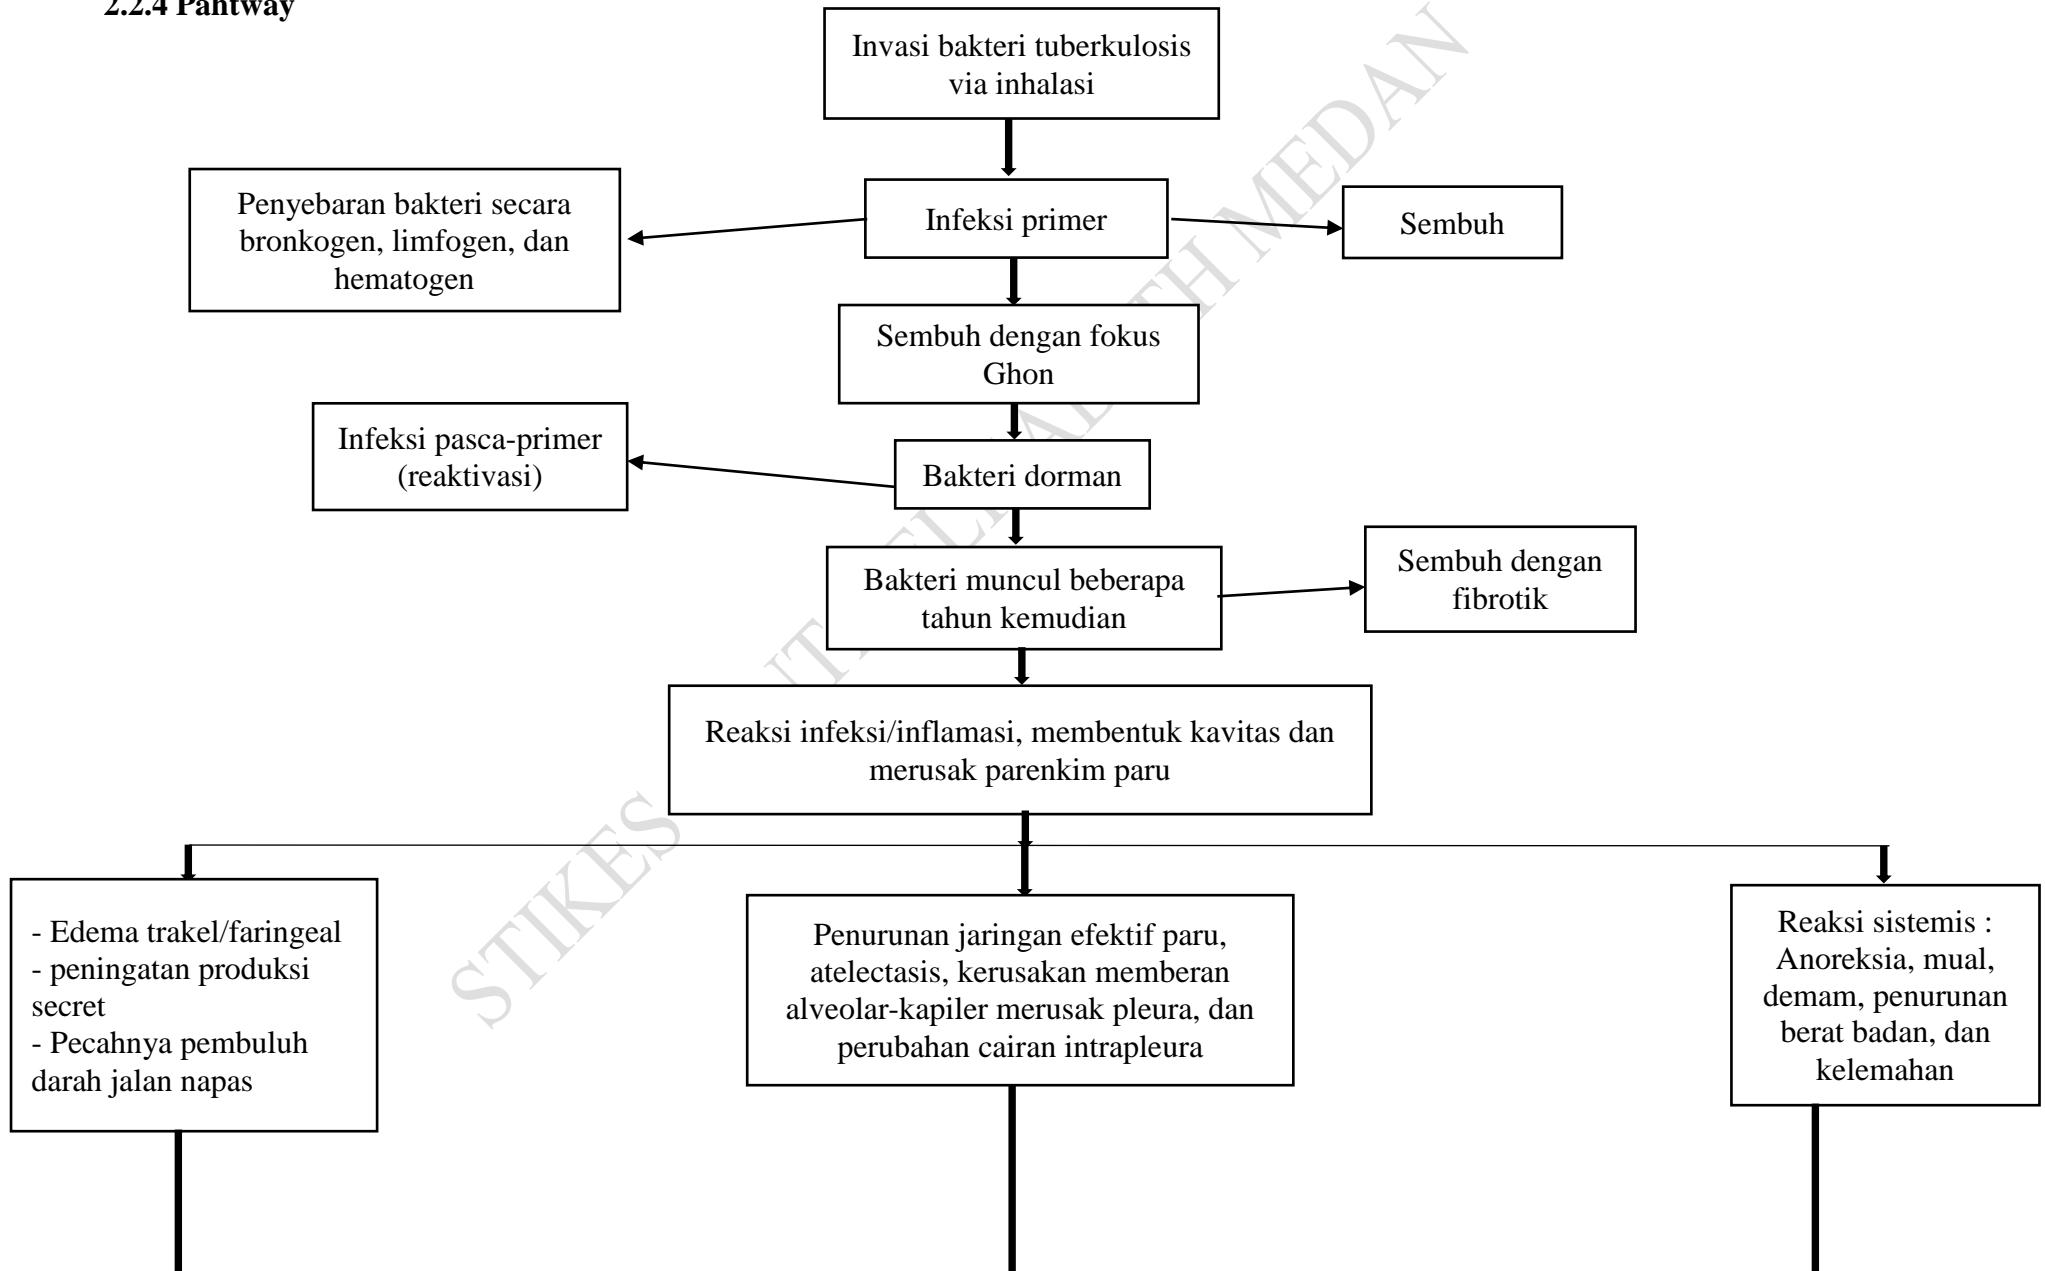 2.2.4 Pahtway
Invasi bakteri tuberkulosis
via inhalasi
Penyebaran bakteri secara
bronkogen, limfogen, dan
hematogen
Infeksi primer
Sembuh
Sembuh dengan fokus
Ghon
Infeksi pasca-primer
(reaktivasi)
Bakteri dorman
Bakteri muncul beberapa
tahun kemudian
Sembuh dengan
fibrotik
Reaksi infeksi/inflamasi, membentuk kavitas dan
merusak parenkim paru
- Edema trakel/faringeal
- peningatan produksi
secret
- Pecahnya pembuluh
darah jalan napas
Penurunan jaringan efektif paru,
atelectasis, kerusakan memberan
alveolar-kapiler merusak pleura, dan
perubahan cairan intrapleura
Reaksi sistemis :
Anoreksia, mual,
demam, penurunan
berat badan, dan
kelemahan
STIKES MEDAN